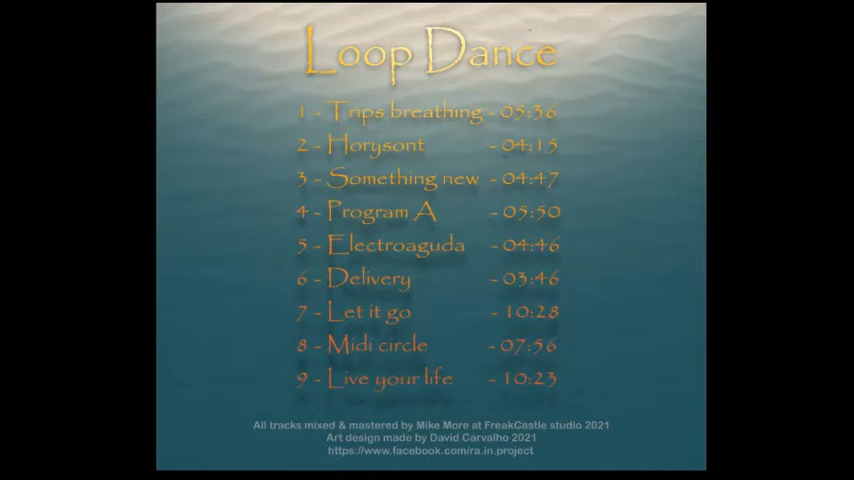 Loop Dance
1 - Trips breathing - 05:36
2 - Horysont - 04:15
3 - Something new - 04:47
4 - Program A - 05:50
5 - Electroaguda - 04:46
6 - Delivery - 03:46
7 - Let it go - 10:28
8 - Midi circle - 07:56
9 - Live your life - 10:23
All tracks mixed & mastered by Mike More at FreakCastle studio 2021
Art design made by David Carvalho 2021
https://www.facebook.com/ra.in.project